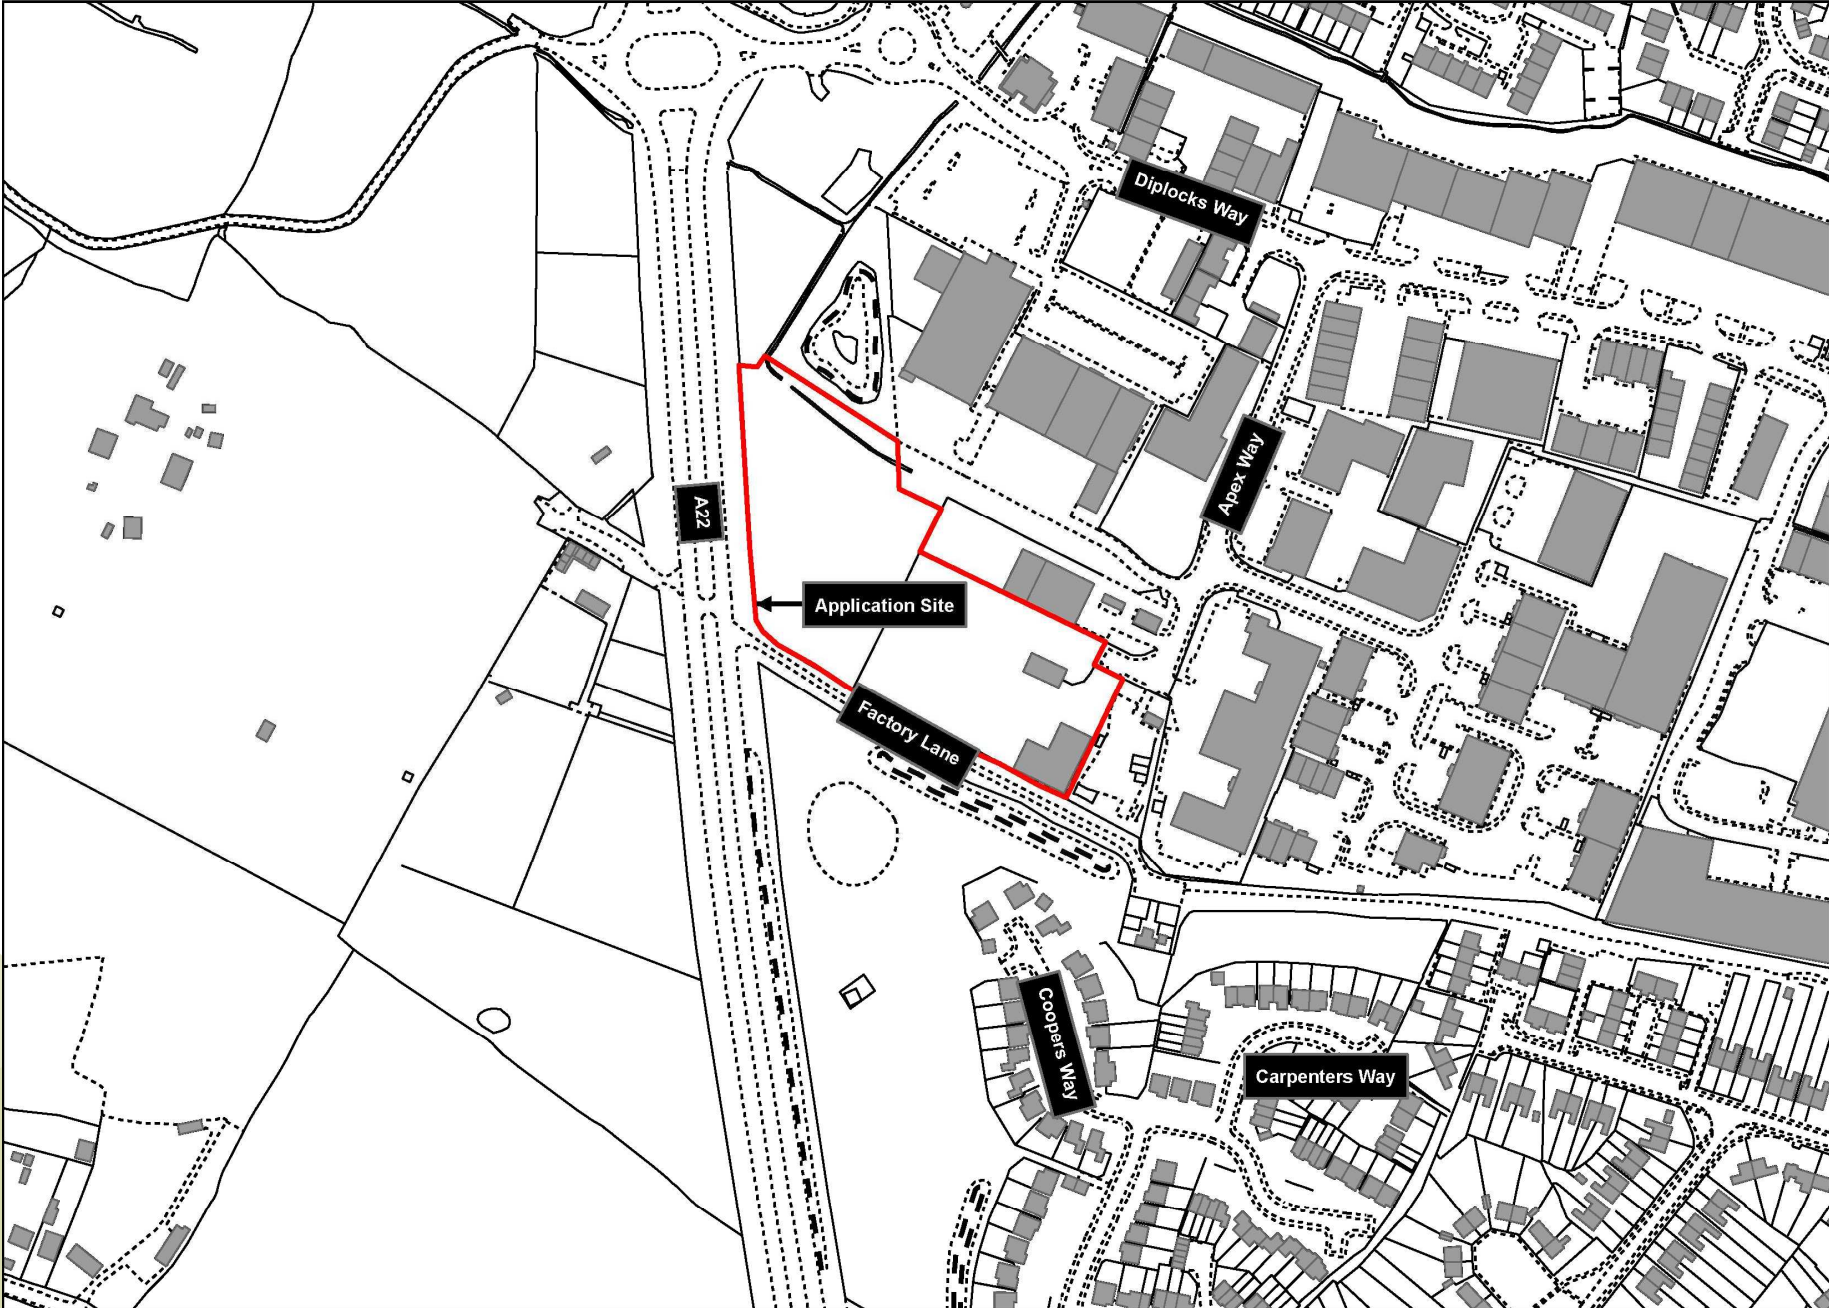 Diplocks Way
Apex Way
A22
Application Site
Factory Lane
Coopers Way
Carpenters Way